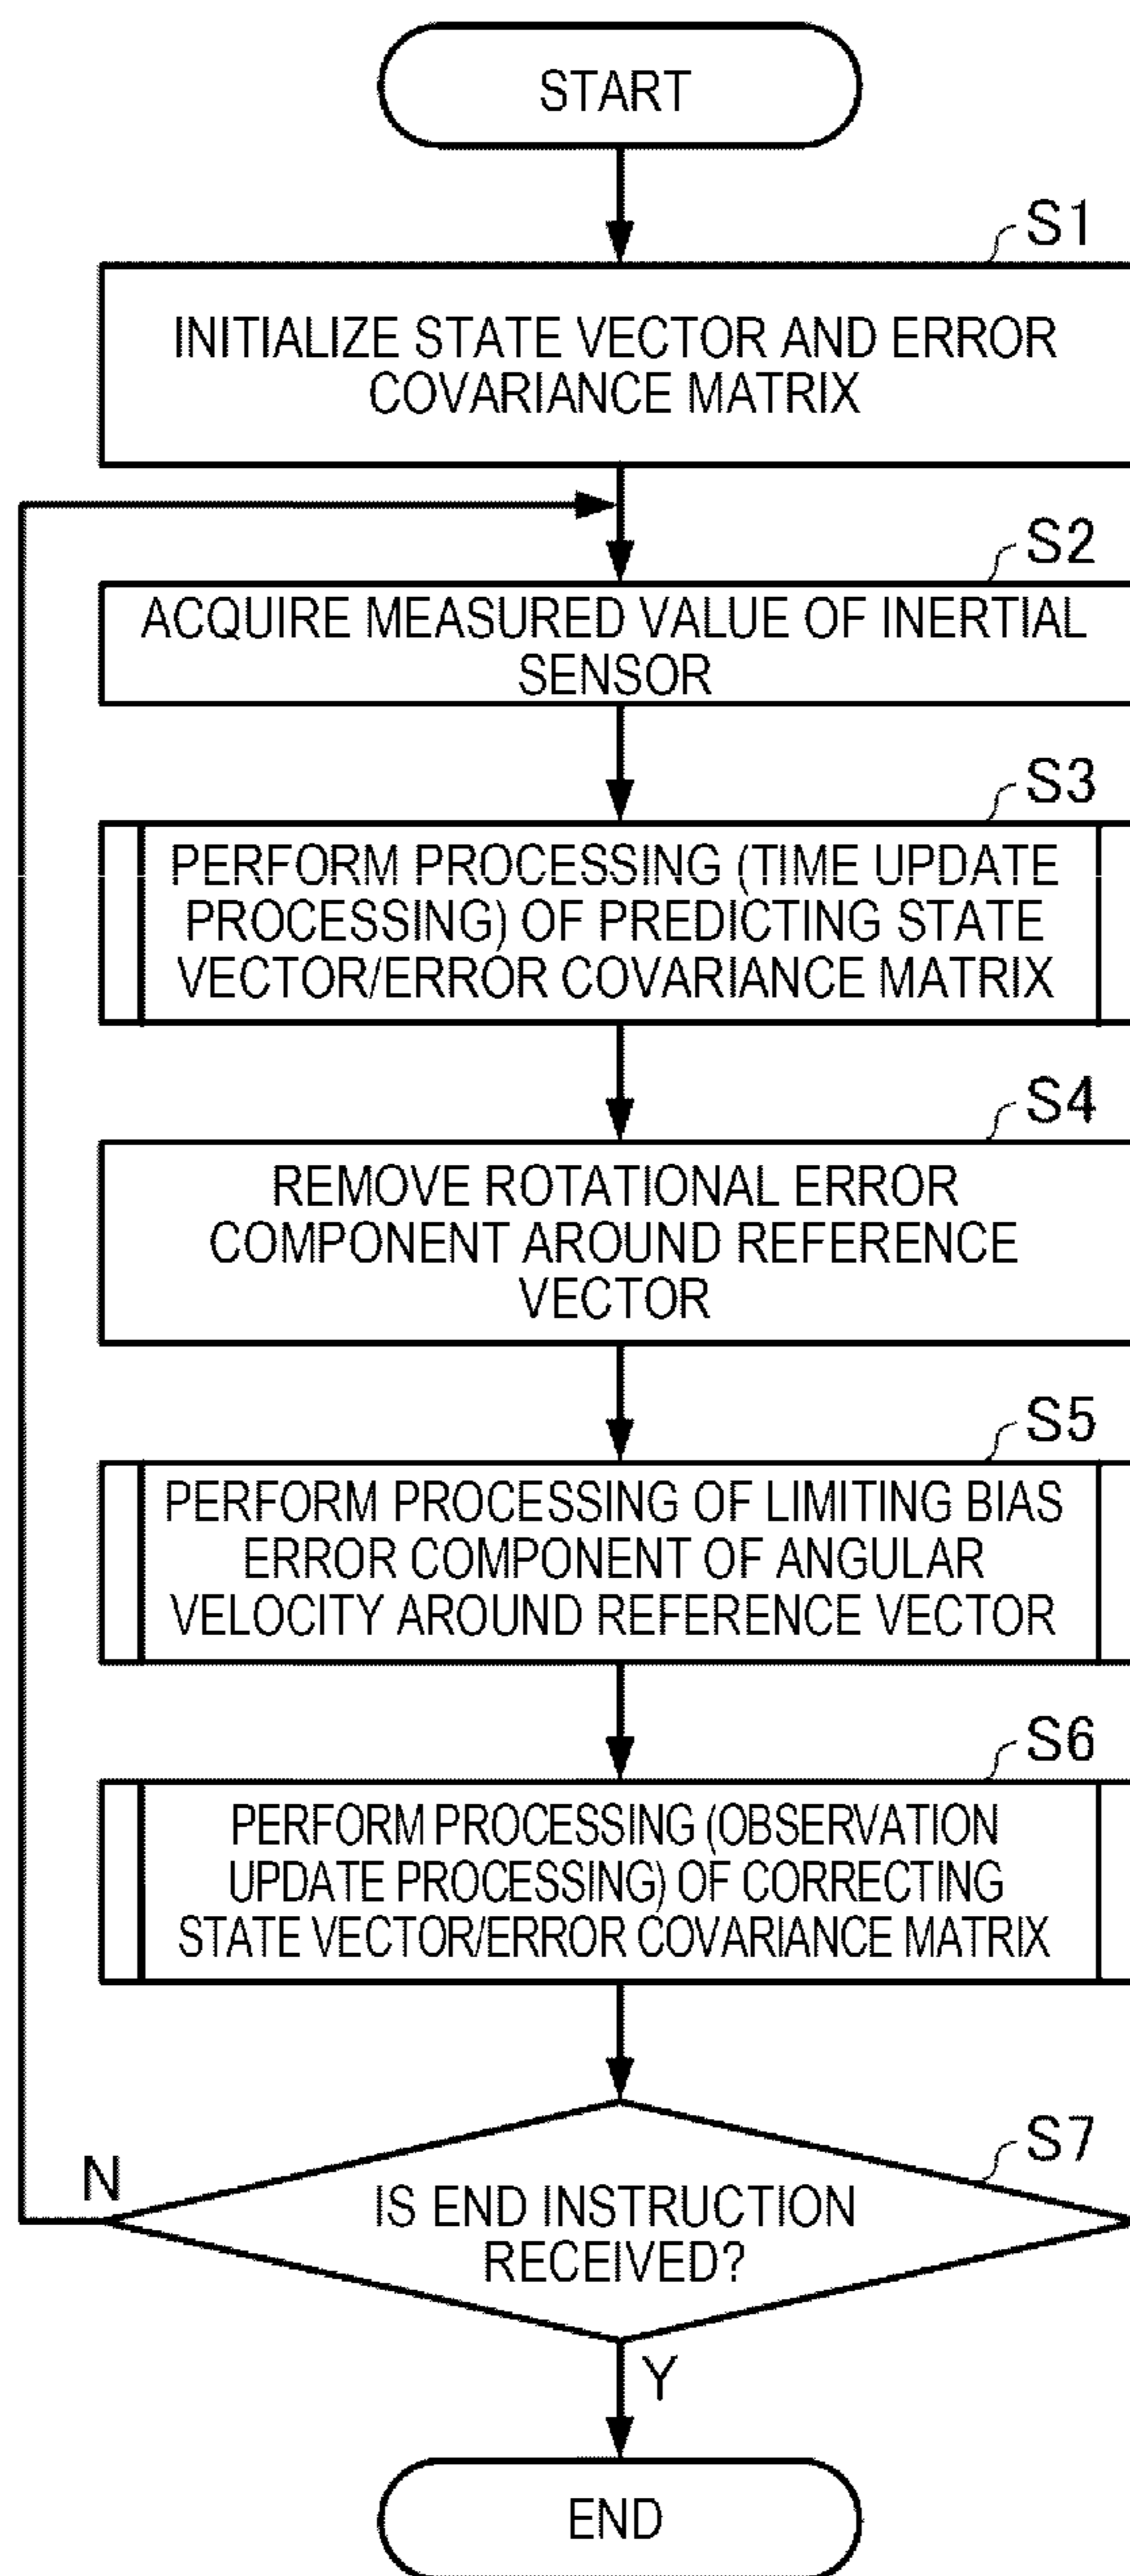 START
S1
INITIALIZE STATE VECTOR AND ERROR
COVARIANCE MATRIX
S2
ACQUIRE MEASURED VALUE OF INERTIAL
SENSOR
S3
PERFORM PROCESSING (TIME UPDATE
PROCESSING) OF PREDICTING STATE
VECTOR/ERROR COVARIANCE MATRIX
S4
REMOVE ROTATIONAL ERROR
COMPONENT AROUND REFERENCE
VECTOR
S5
PERFORM PROCESSING OF LIMITING BIAS
ERROR COMPONENT OF ANGULAR
VELOCITY AROUND REFERENCE VECTOR
S6
PERFORM PROCESSING (OBSERVATION
UPDATE PROCESSING) OF CORRECTING
STATE VECTOR/ERROR COVARIANCE MATRIX
S7
N
IS END INSTRUCTION
RECEIVED?
Y
END